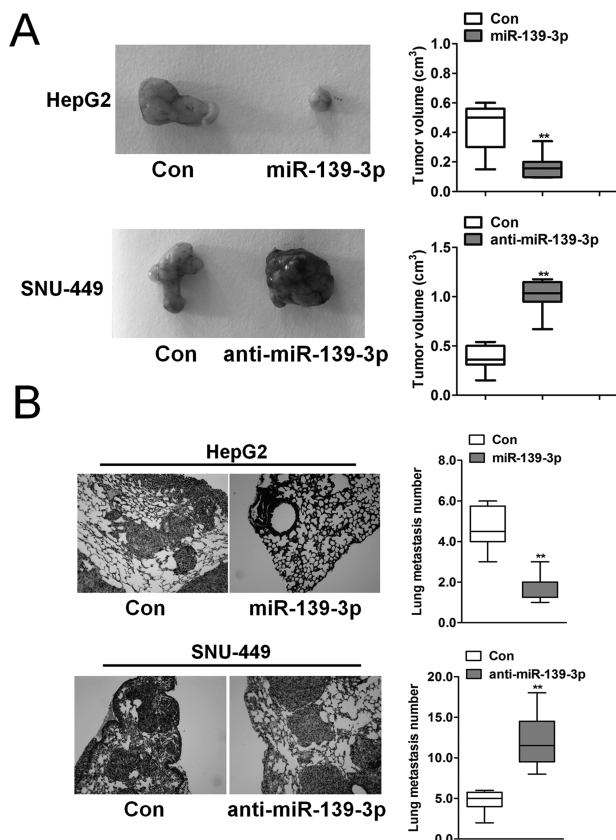 A
HepG2
Con
miR-139-3p
Con
miR-139-3p
Tumor volume (cm3)
1.0
0.8
0.6
0.4
0.2
0.0
**
SNU-449
Con
anti-miR-139-3p
Con
anti-miR-139-3p
Tumor volume (cm3)
1.5
1.0
0.5
0.0
**
B
HepG2
Con
miR-139-3p
Con
miR-139-3p
Lung metastasis number
8.0
6.0
4.0
2.0
0.0
**
SNU-449
Con
anti-miR-139-3p
Con
anti-miR-139-3p
Lung metastasis number
20.0
15.0
10.0
5.0
0.0
**